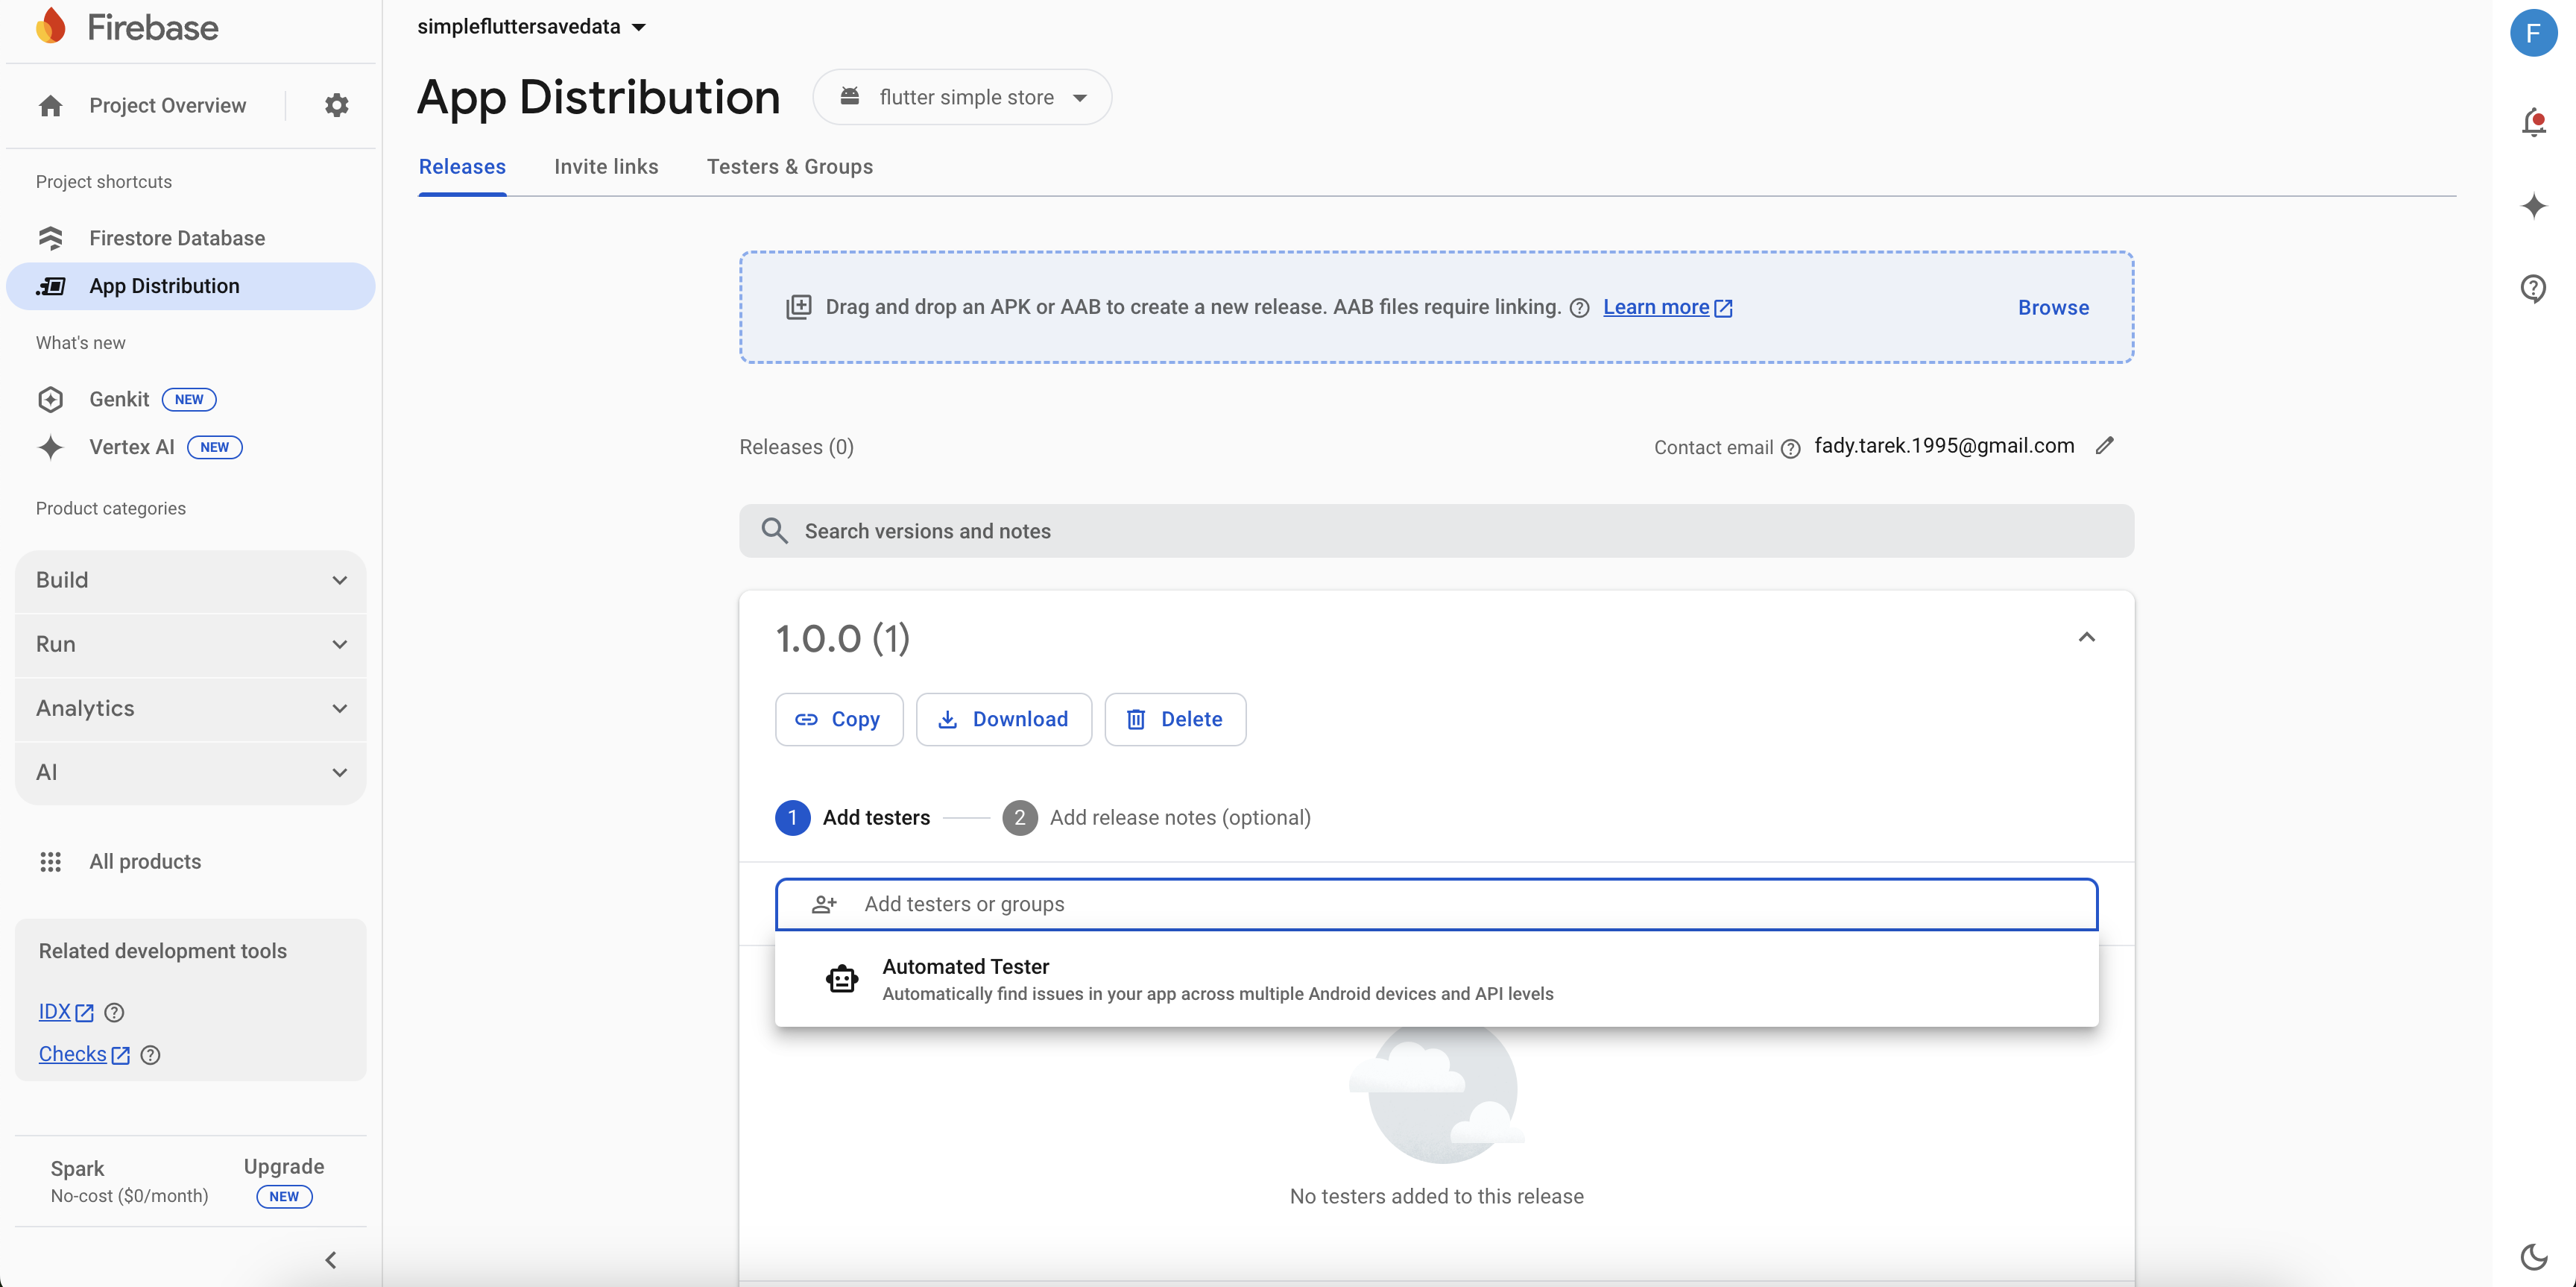 Firebase
Project Overview
Project shortcuts
Firestore Database
App Distribution
What's new
Genkit NEW
Vertex AI NEW
Product categories
Build
Run
Analytics
AI
All products
Related development tools
IDX
Checks
Spark
No-cost ($0/month)
Upgrade
NEW
simplefluttersavedata
App Distribution
flutter simple store
Releases Invite links Testers & Groups
Drag and drop an APK or AAB to create a new release. AAB files require linking. Learn more Browse
Releases (0)
Contact email fady.tarek.1995@gmail.com
Search versions and notes
1.0.0 (1)
Copy Download Delete
1 Add testers 2 Add release notes (optional)
Add testers or groups
Automated Tester
Automatically find issues in your app across multiple Android devices and API levels
No testers added to this release
F